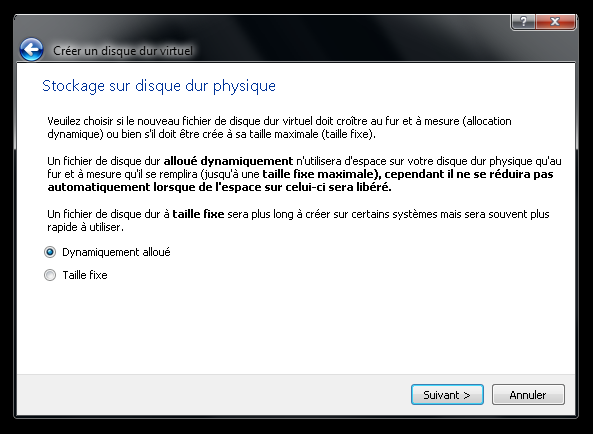 Créer un disque dur virtuel
Stockage sur disque dur physique
Veuilez choisir si le nouveau fichier de disque dur virtuel doit croître au fur et à mesure (allocation
dynamique) ou bien s'il doit être crée à sa taille maximale (taille fixe).
Un fichier de disque dur alloué dynamiquement n'utilisera d'espace sur votre disque dur physique qu'au
fur et à mesure qu'il se remplira (jusqu'à une taille fixe maximale), cependant il ne se réduira pas
automatiquement lorsque de l'espace sur celui-ci sera libéré.
Un fichier de disque dur à taille fixe sera plus long à créer sur certains systèmes mais sera souvent plus
rapide à utiliser.
Dynamiquement alloué
Taille fixe
Suivant > Annuler